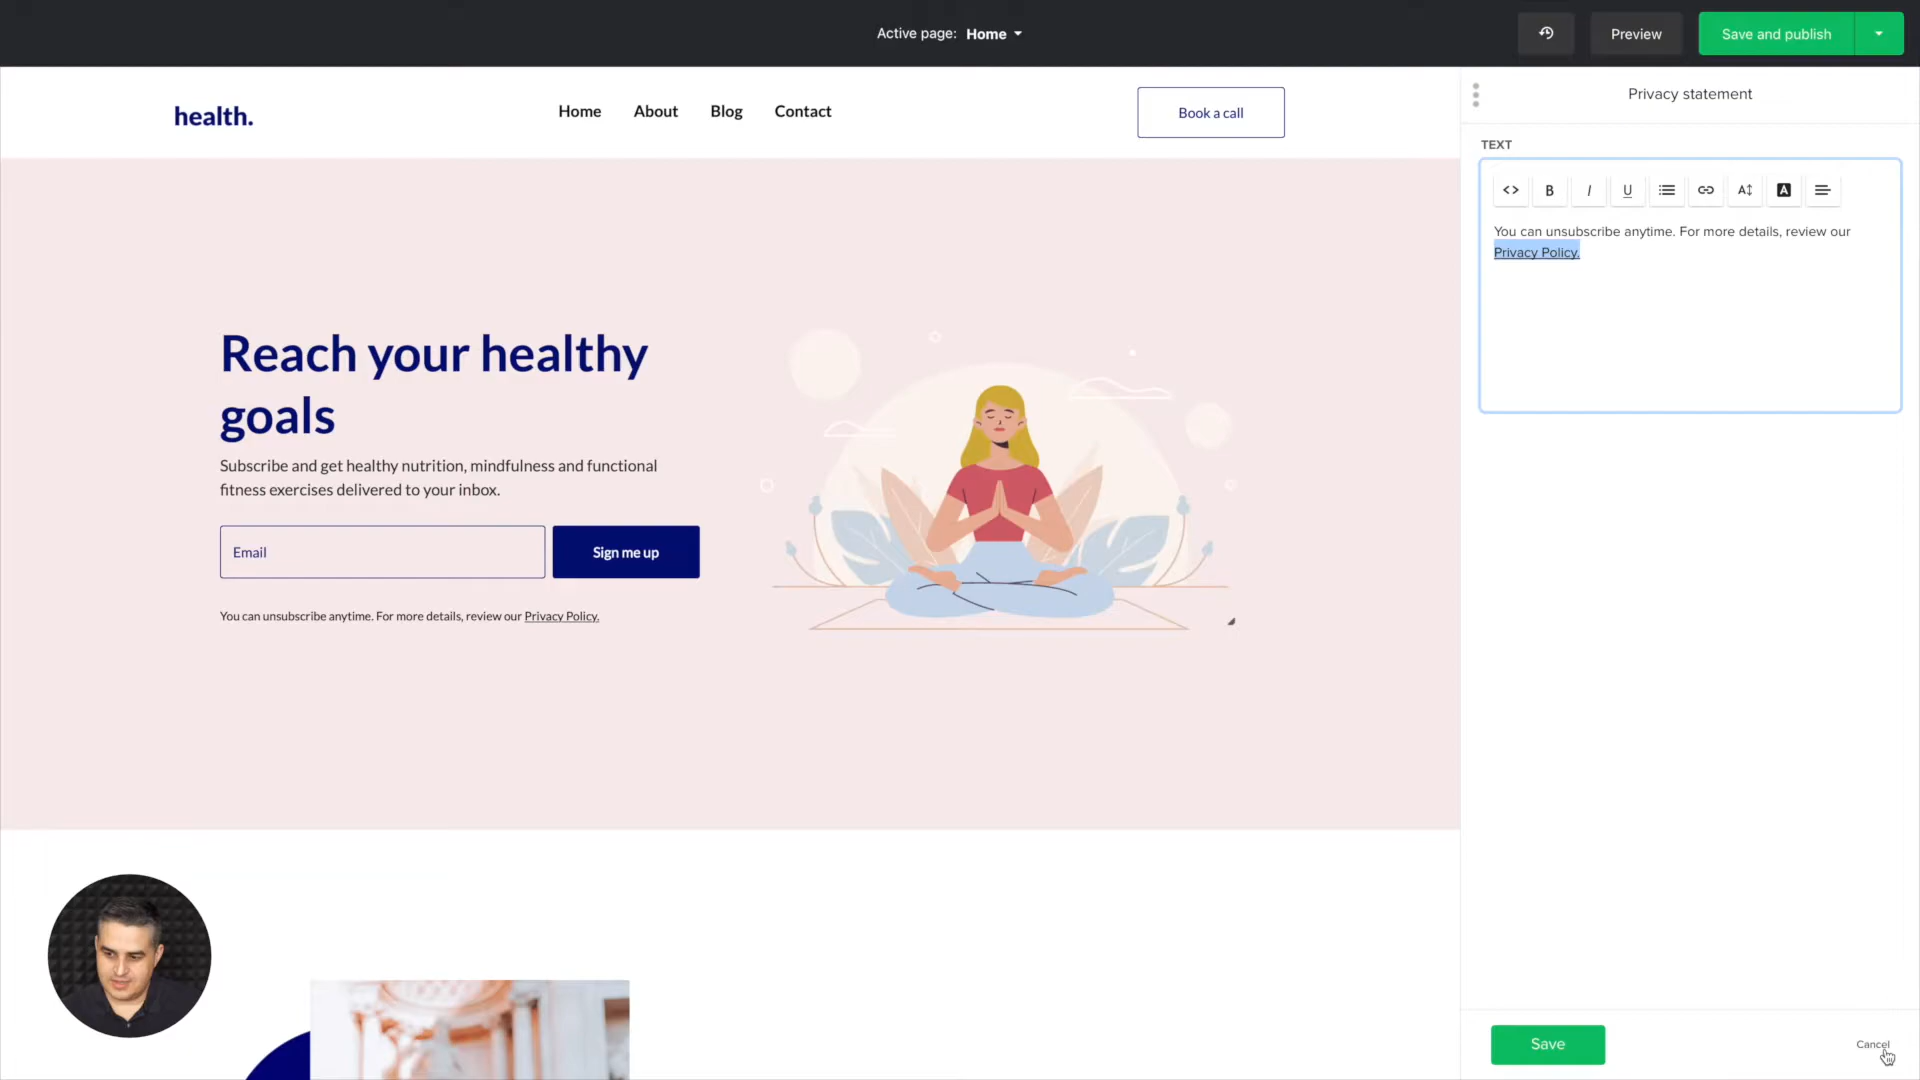 Active page: Home
Preview
Save and publish
health.
Home
About
Blog
Contact
Book a call
Privacy statement
TEXT
<>
B
I
U
A
A
You can unsubscribe anytime. For more details, review our
Privacy Policy.
Reach your healthy
goals
Subscribe and get healthy nutrition, mindfulness and functional
fitness exercises delivered to your inbox.
Email
Sign me up
You can unsubscribe anytime. For more details, review our Privacy Policy.
Save
Cancel